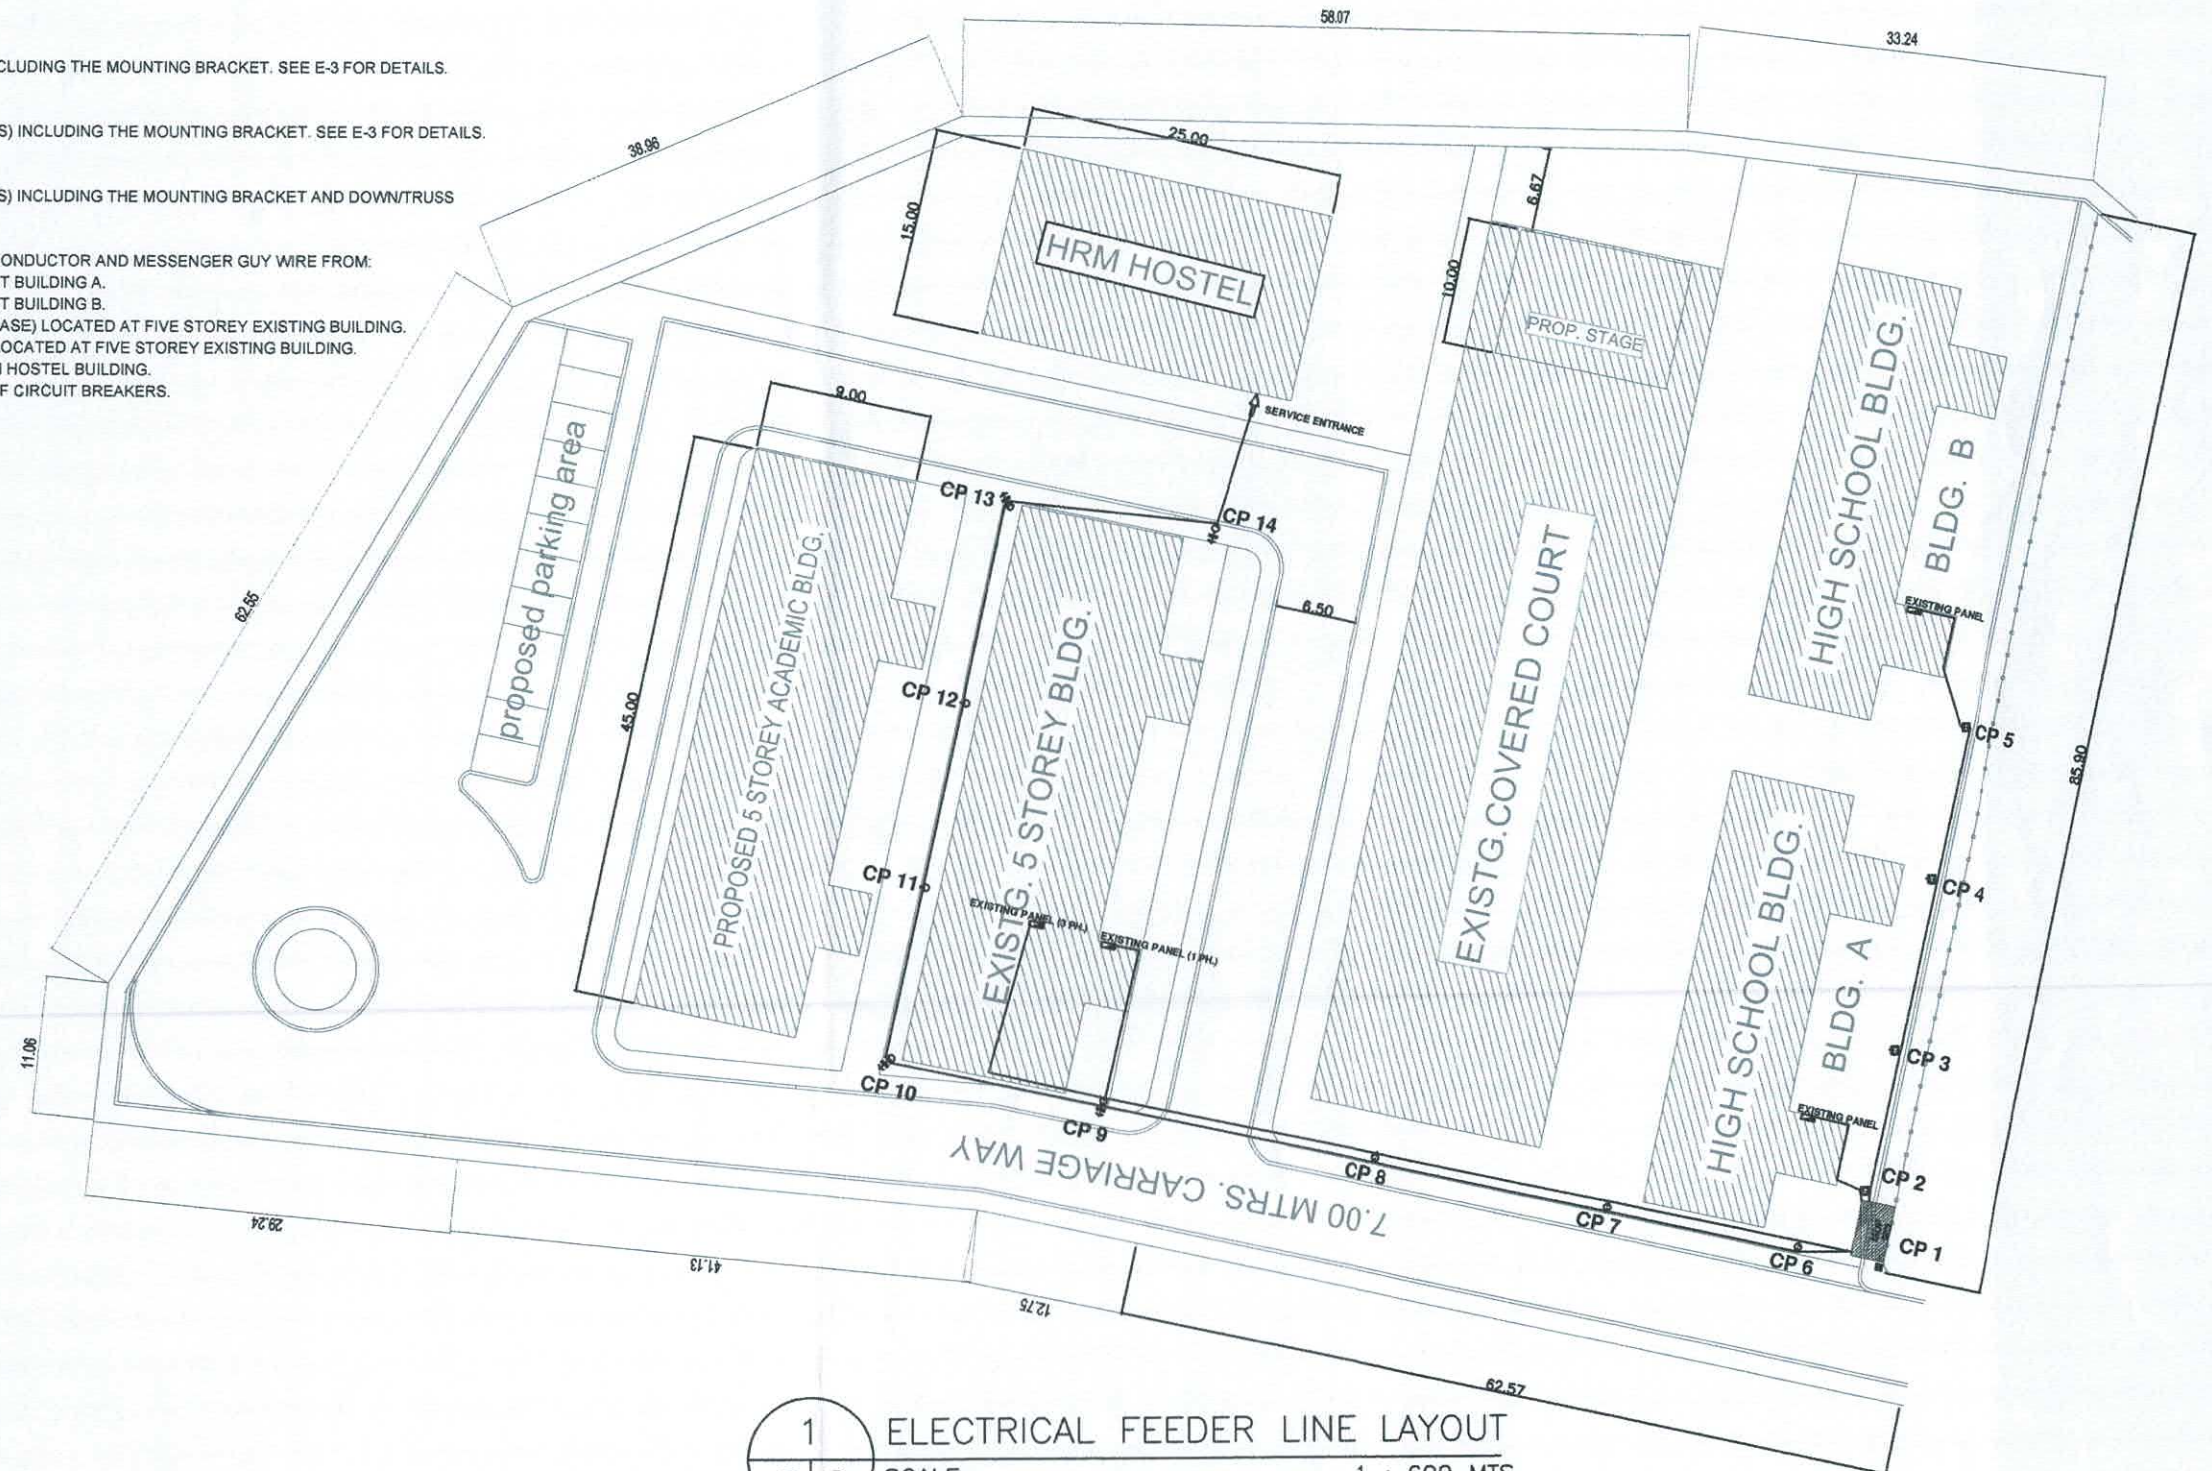 CLUDING THE MOUNTING BRACKET. SEE E-3 FOR DETAILS.
S) INCLUDING THE MOUNTING BRACKET. SEE E-3 FOR DETAILS.
S) INCLUDING THE MOUNTING BRACKET AND DOWN/TRUSS
ONDUCTOR AND MESSENGER GUY WIRE FROM:
T BUILDING A.
T BUILDING B.
ASE) LOCATED AT FIVE STOREY EXISTING BUILDING.
OCATED AT FIVE STOREY EXISTING BUILDING.
HOSTEL BUILDING.
F CIRCUIT BREAKERS.
58.07
33.24
38.96
25.00
15.00
HRM HOSTEL
6.67
10.00
PROP. STAGE
SERVICE ENTRANCE
9.00
proposed parking area
CP 13
CP 14
62.55
45.00
6.50
PROPOSED 5 STOREY ACADEMIC BLDG.
EXISTG. 5 STOREY BLDG.
EXISTG.COVERED COURT
HIGH SCHOOL BLDG.
BLDG. B
EXISTING PANEL
CP 12
CP 5
85.90
CP 11
CP 4
EXISTING PANEL (3 PH.)
EXISTING PANEL (1 PH.)
HIGH SCHOOL BLDG.
BLDG. A
EXISTING PANEL
CP 3
11.06
CP 10
CP 9
CP 8
CP 7
CP 6
CP 2
CP 1
7.00 MTRS. CARRIAGE WAY
29.24
41.13
12.75
62.57
1
ELECTRICAL FEEDER LINE LAYOUT